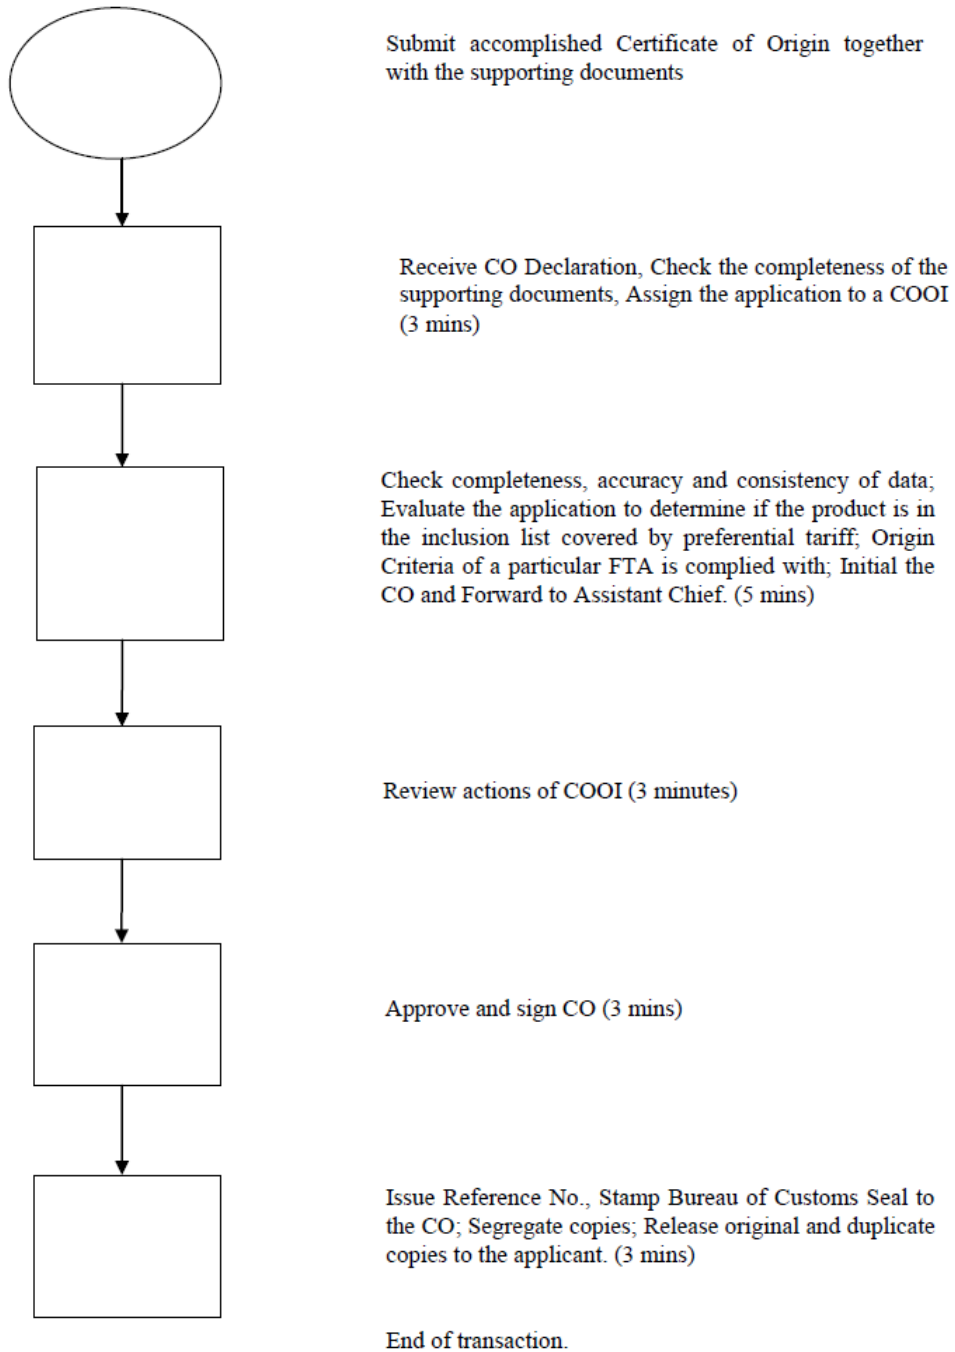 Submit accomplished Certificate of Origin together
with the supporting documents
Receive CO Declaration, Check the completeness of the
supporting documents, Assign the application to a COOI
(3 mins)
Check completeness, accuracy and consistency of data;
Evaluate the application to determine if the product is in
the inclusion list covered by preferential tariff; Origin
Criteria of a particular FTA is complied with; Initial the
CO and Forward to Assistant Chief. (5 mins)
Review actions of COOI (3 minutes)
Approve and sign CO (3 mins)
Issue Reference No., Stamp Bureau of Customs Seal to
the CO; Segregate copies; Release original and duplicate
copies to the applicant. (3 mins)
End of transaction.